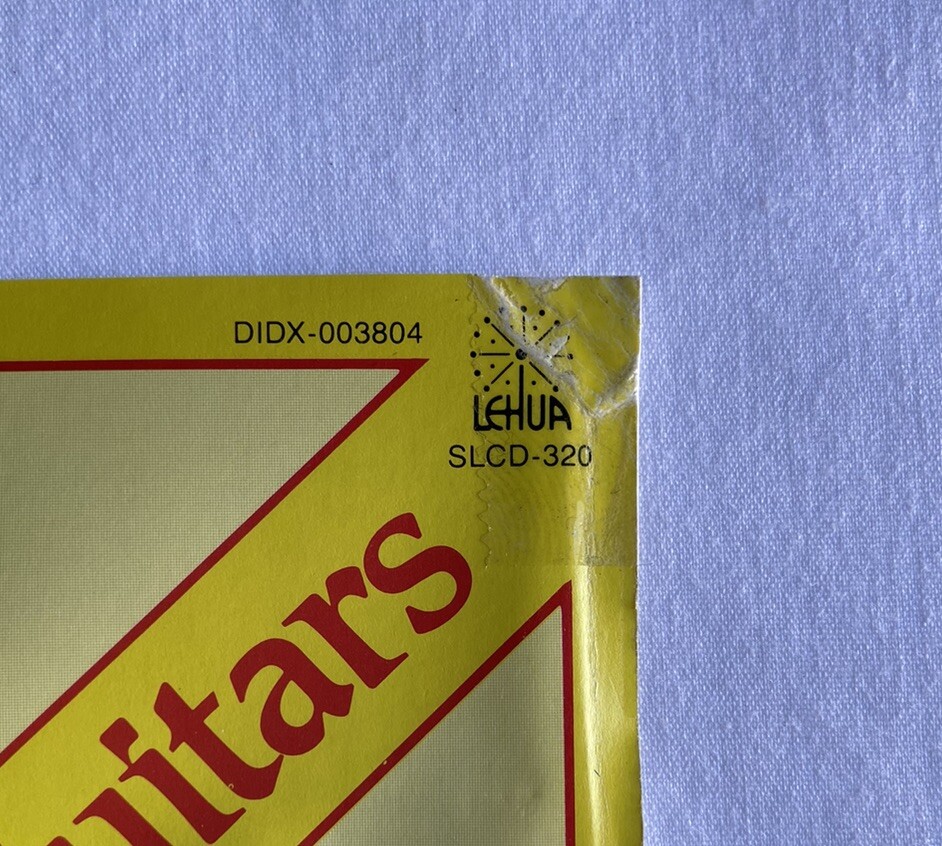 DIDX-003804
LEHUA
SLCD-320
uitars